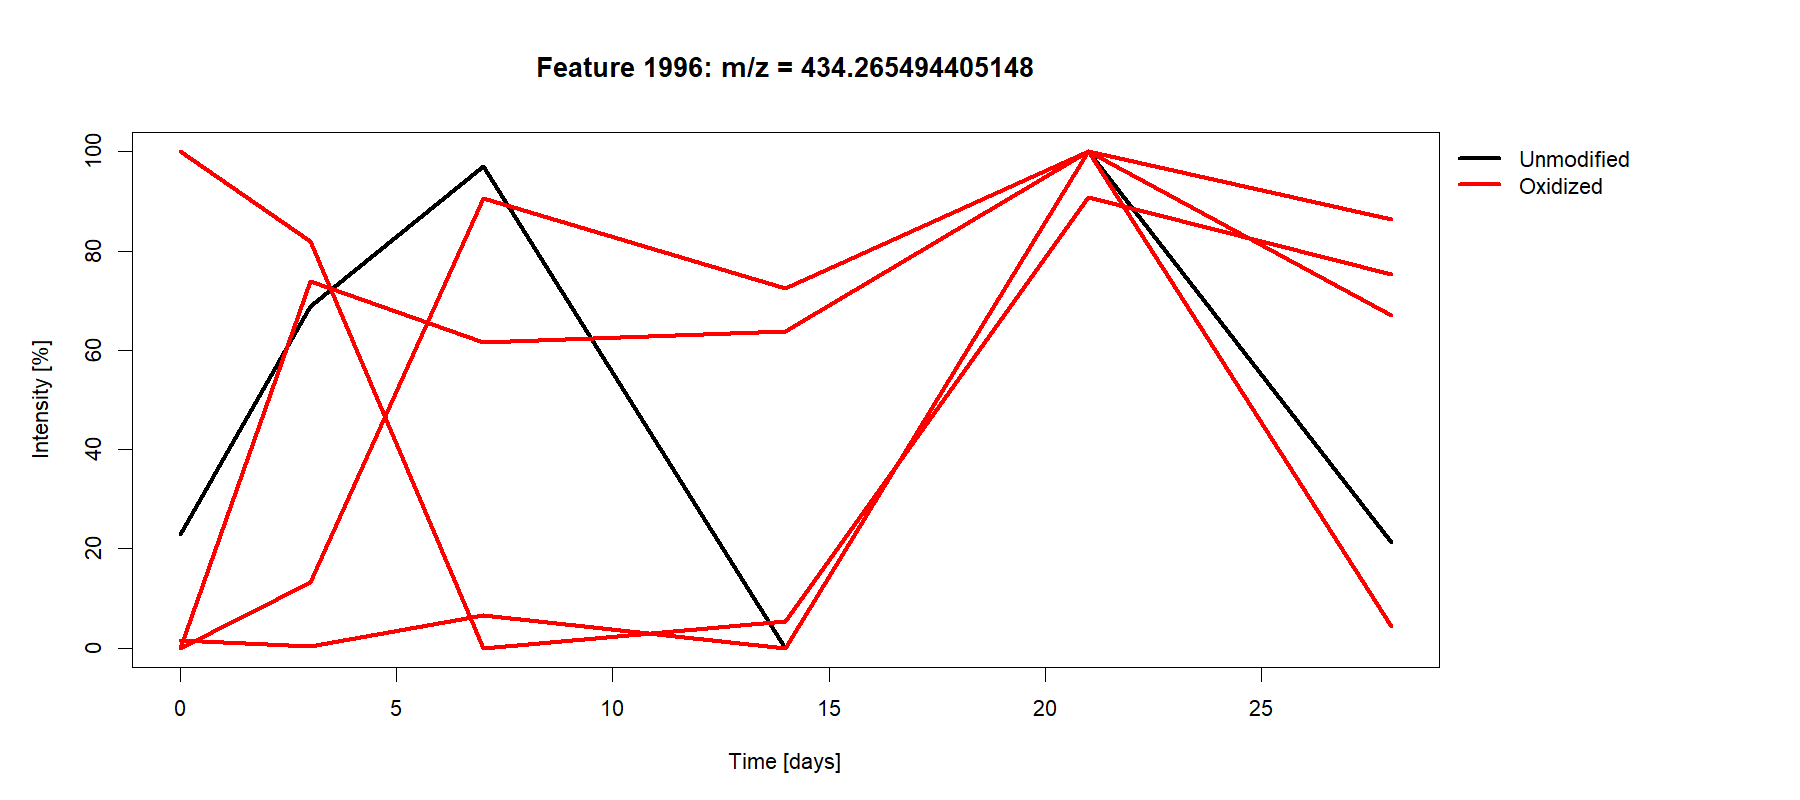 Feature 1996: m/z = 434.265494405148
Unmodified
Oxidized
Intensity [%]
100
80
60
40
20
0
0 5 10 15 20 25
Time [days]